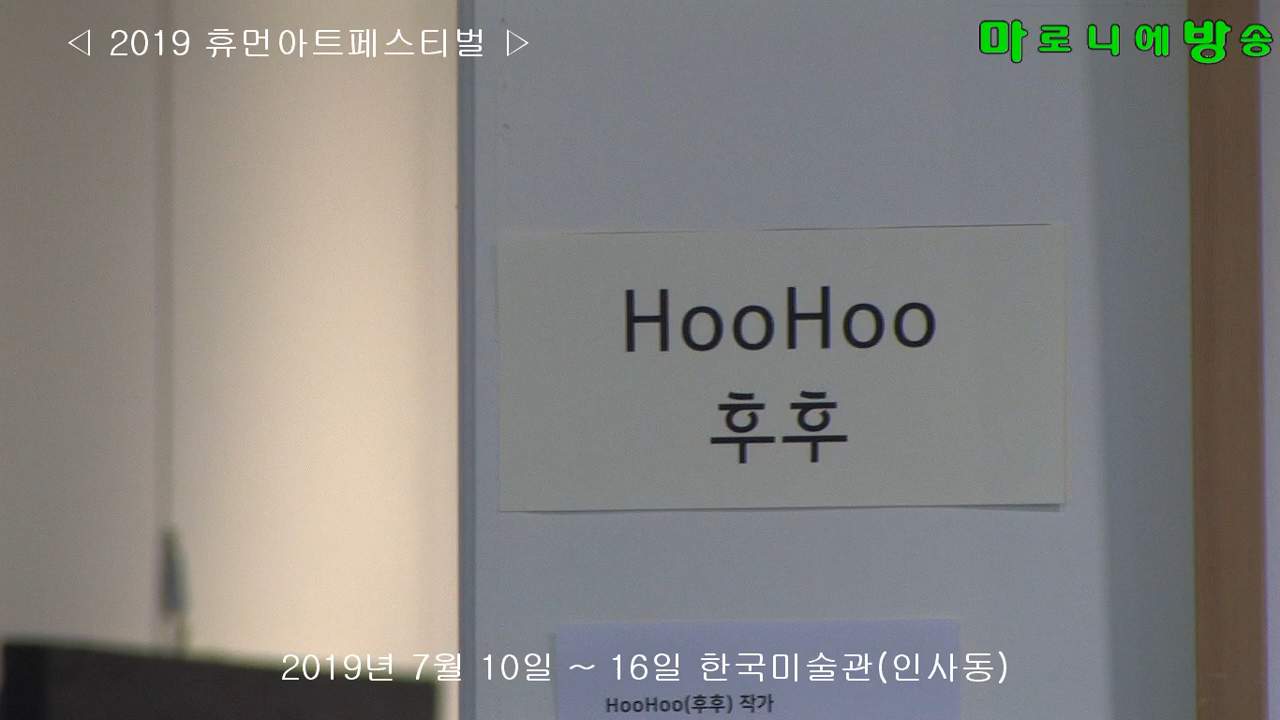 ◁ 2019 휴먼아트페스티벌 ▷
마로니에방송
HooHoo
후후
2019년 7월 10일 ~ 16일 한국미술관(인사동)
HooHoo(후후) 작가